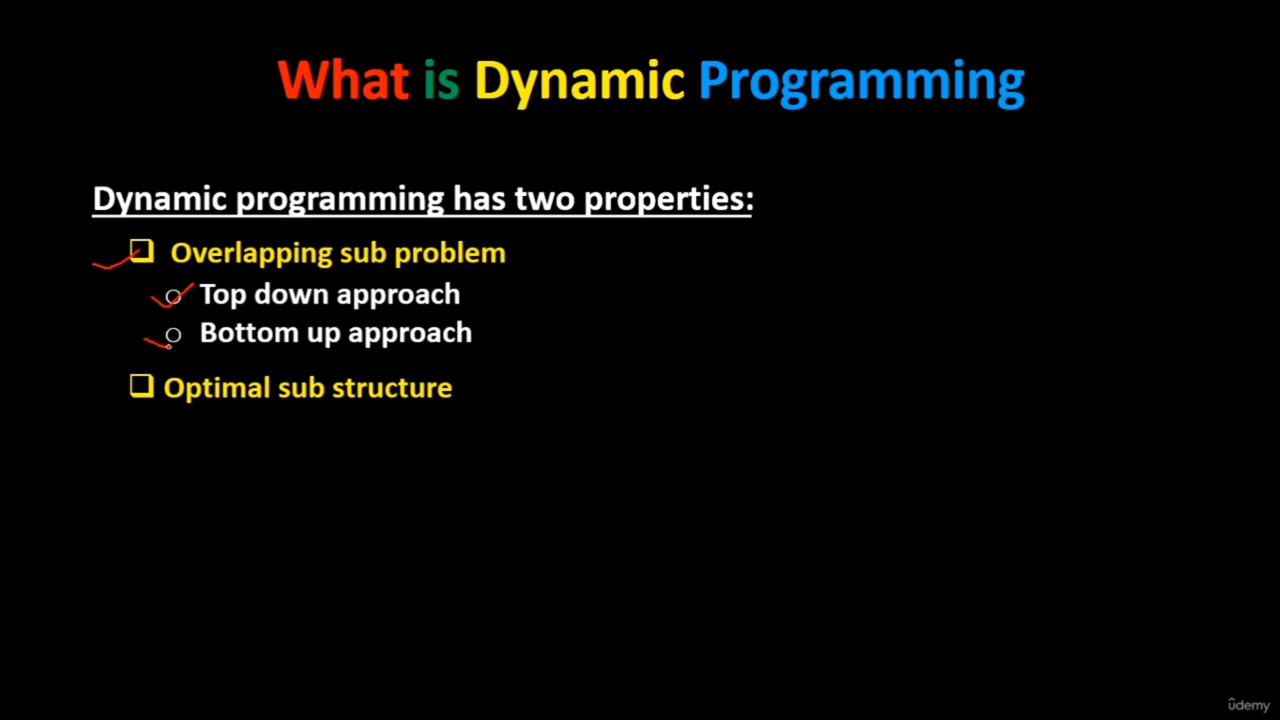 What is Dynamic Programming
Dynamic programming has two properties:
Overlapping sub problem
Top down approach
Bottom up approach
Optimal sub structure
ûdemy